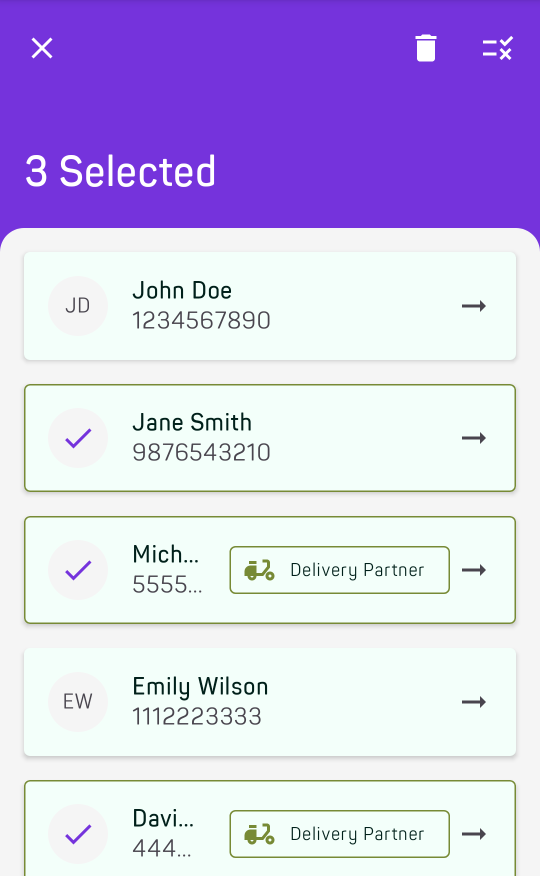 3 Selected
JD
John Doe
1234567890
Jane Smith
9876543210
Mich...
5555...
Delivery Partner
EW
Emily Wilson
1112223333
Davi...
444...
Delivery Partner